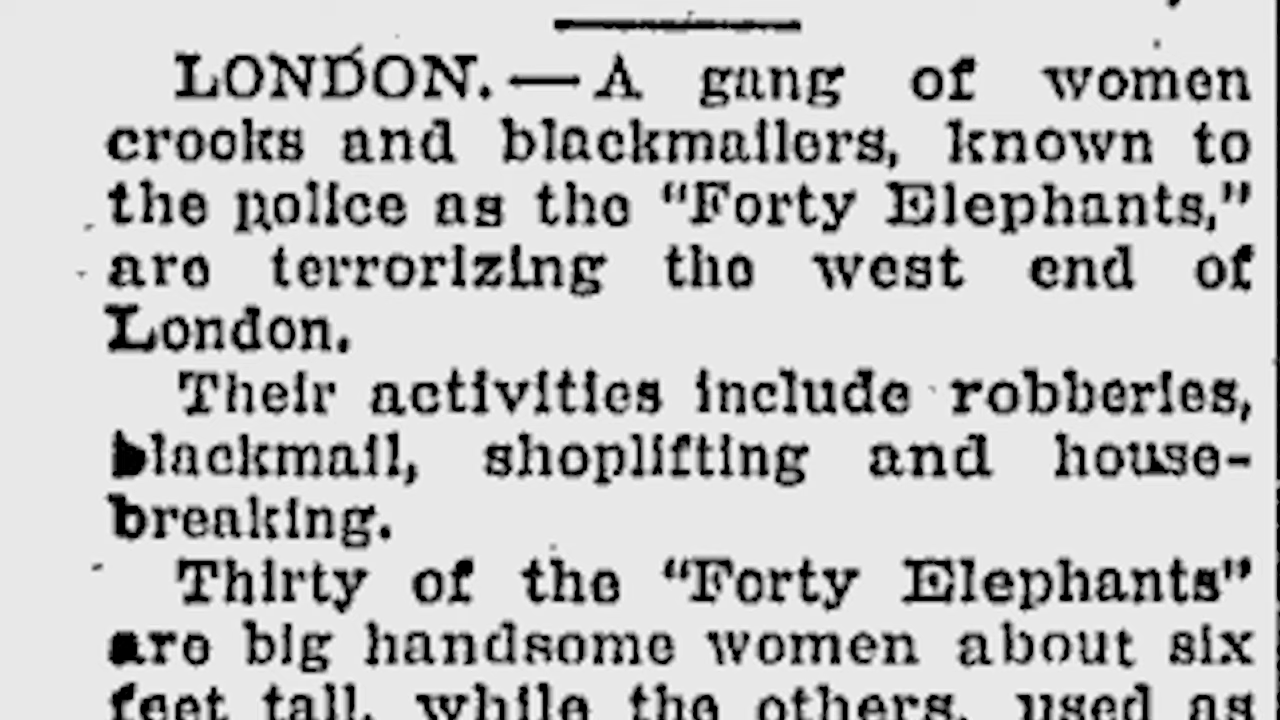 LONDON.—A gang of women
crooks and blackmailers, known to
the police as the “Forty Elephants,”
are terrorizing the west end of
London.
Their activities include robberies,
blackmail, shoplifting and house-
breaking.
Thirty of the “Forty Elephants”
are big handsome women about six
feet tall, while the others, used as